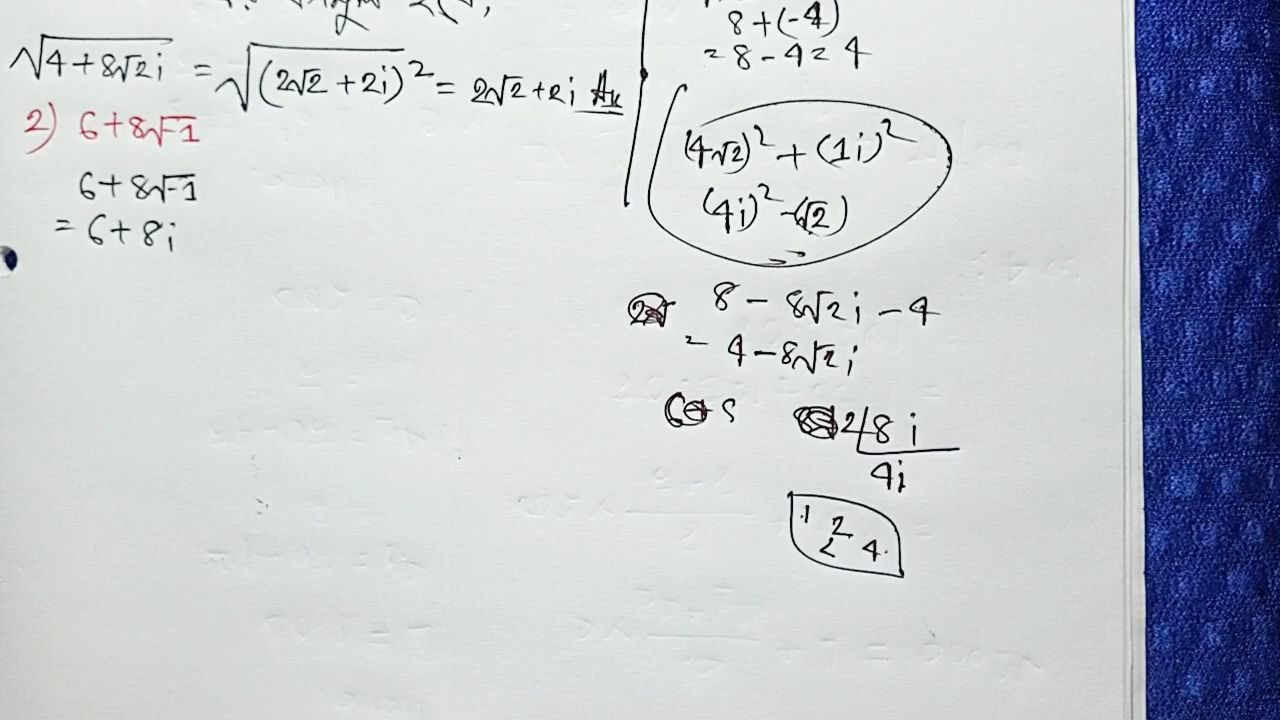 √4+8√2i = √(2√2+2i)² = 2√2+2i
2) 6+8√-1
6+8√-1
= 6+8i
8+(-4)
= 8-4 = 4
(4√2)² + (1i)²
(4i)² - (√2)
8 - 8√2i - 4
= 4 - 8√2i
2 8 i
4i
1 2
2 4